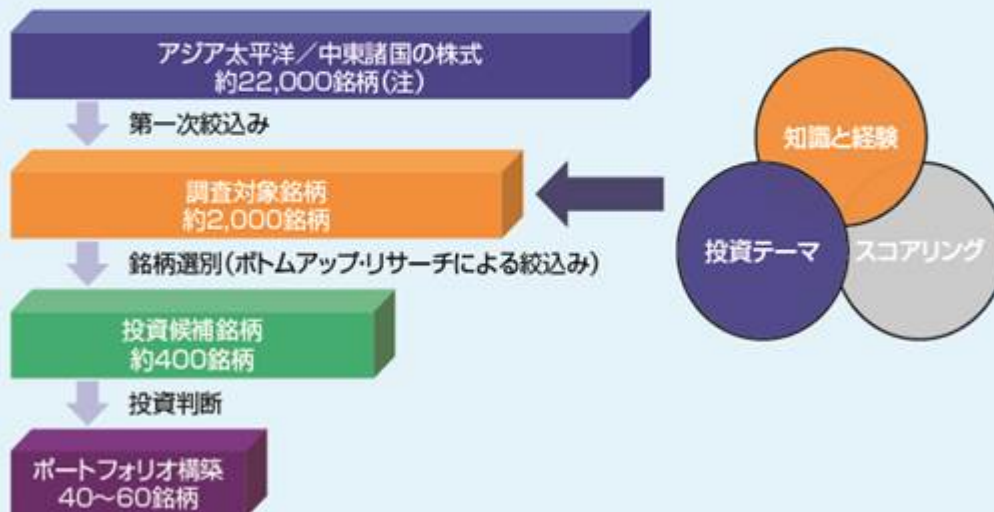 アジア太平洋／中東諸国の株式
約22,000銘柄(注)
第一次絞込み
調査対象銘柄
約2,000銘柄
銘柄選別(ボトムアップ・リサーチによる絞込み)
投資候補銘柄
約400銘柄
投資判断
ポートフォリオ構築
40〜60銘柄
知識と経験
投資テーマ
スコアリング